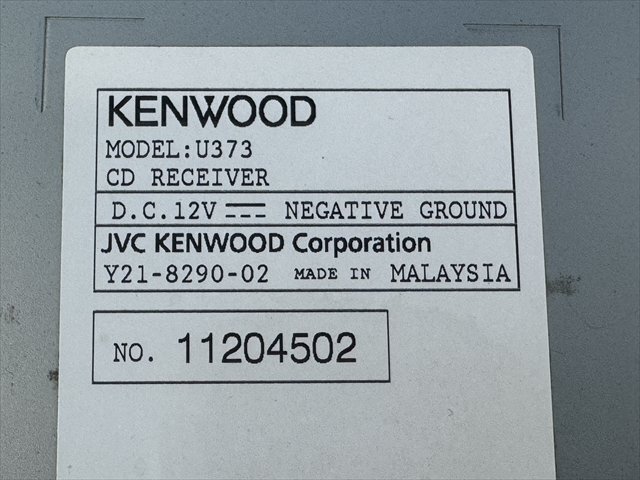 KENWOOD
MODEL:U373
CD RECEIVER
D.C.12V ⎓ NEGATIVE GROUND
JVC KENWOOD Corporation
Y21-8290-02 MADE IN MALAYSIA
NO. 11204502